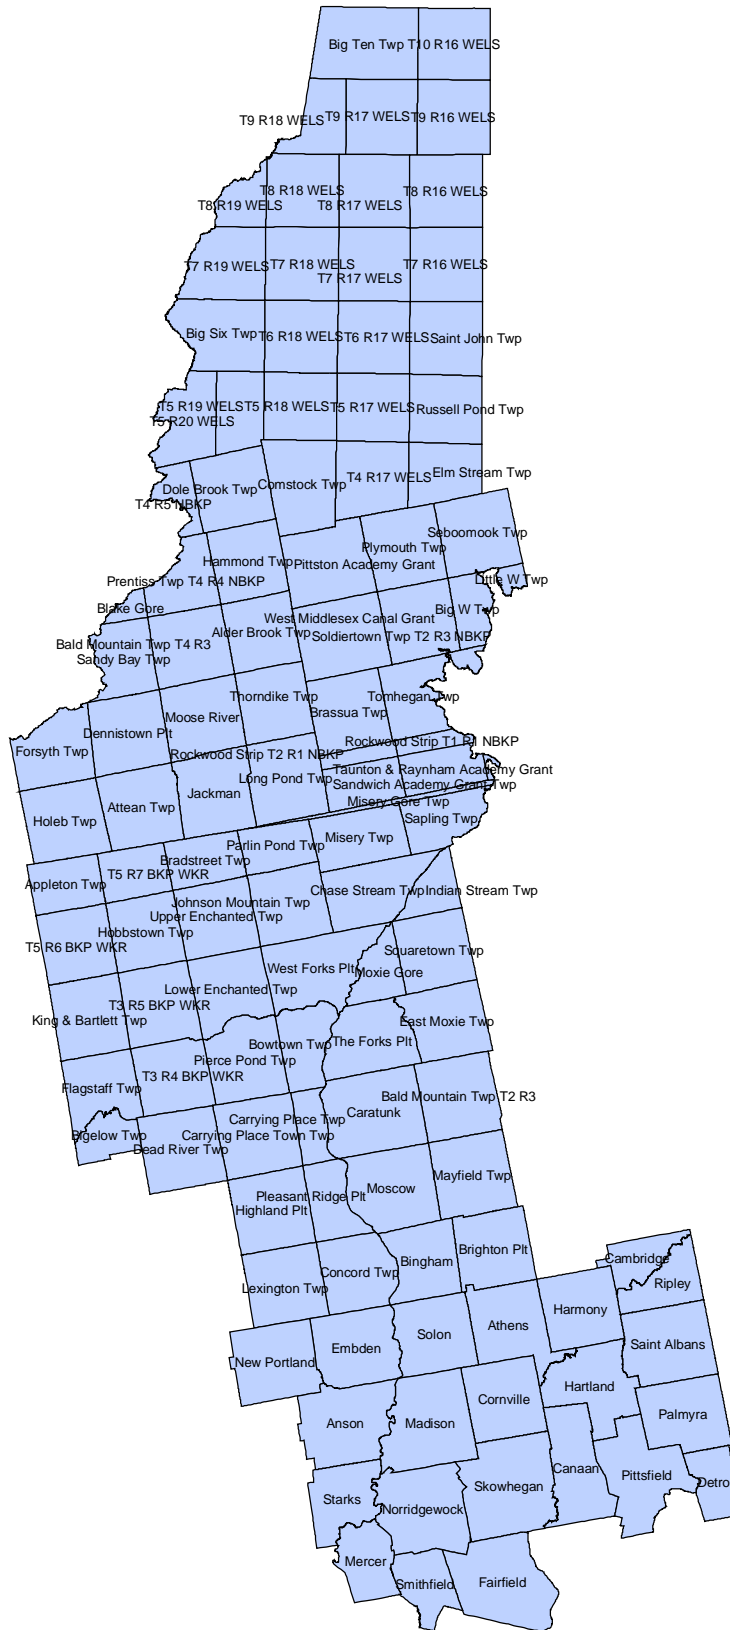 Big Ten Twp
T10 R16 WELS
T9 R18 WELS
T9 R17 WELS
T9 R16 WELS
T8 R18 WELS
T8 R16 WELS
T8 R19 WELS
T8 R17 WELS
T7 R19 WELS
T7 R18 WELS
T7 R16 WELS
T7 R17 WELS
Big Six Twp
T6 R18 WELS
T6 R17 WELS
Saint John Twp
T5 R19 WELS
T5 R18 WELS
T5 R17 WELS
Russell Pond Twp
T5 R20 WELS
Elm Stream Twp
T4 R17 WELS
Comstock Twp
Dole Brook Twp
T4 R5 NBKP
Seboomook Twp
Plymouth Twp
Hammond Twp
Pittston Academy Grant
Prentiss Twp T4 R4 NBKP
Little W Twp
Blake Gore
Big W Twp
West Middlesex Canal Grant
Alder Brook Twp
Soldiertown Twp T2 R3 NBKP
Bald Mountain Twp T4 R3
Sandy Bay Twp
Thorndike Twp
Tomhegan Twp
Brassua Twp
Moose River
Dennistown Plt
Rockwood Strip T1 R1 NBKP
Forsyth Twp
Rockwood Strip T2 R1 NBKP
Taunton & Raynham Academy Grant
Long Pond Twp
Sandwich Academy Grant Twp
Jackman
Misery Gore Twp
Attean Twp
Sapling Twp
Holeb Twp
Misery Twp
Parlin Pond Twp
Bradstreet Twp
T5 R7 BKP WKR
Appleton Twp
Chase Stream Twp
Indian Stream Twp
Johnson Mountain Twp
Upper Enchanted Twp
Hobbstown Twp
T5 R6 BKP WKR
Squaretown Twp
West Forks Plt
Moxie Gore
Lower Enchanted Twp
T3 R5 BKP WKR
King & Bartlett Twp
East Moxie Twp
The Forks Plt
Bowtown Twp
Pierce Pond Twp
T3 R4 BKP WKR
Flagstaff Twp
Bald Mountain Twp T2 R3
Caratunk
Carrying Place Twp
Carrying Place Town Twp
Bigelow Twp
Dead River Twp
Mayfield Twp
Moscow
Pleasant Ridge Plt
Highland Plt
Brighton Plt
Bingham
Cambridge
Concord Twp
Ripley
Lexington Twp
Harmony
Athens
Solon
Saint Albans
Embden
New Portland
Hartland
Cornville
Palmyra
Madison
Anson
Canaan
Pittsfield
Detro
Skowhegan
Starks
Norridgewock
Mercer
Fairfield
Smithfield